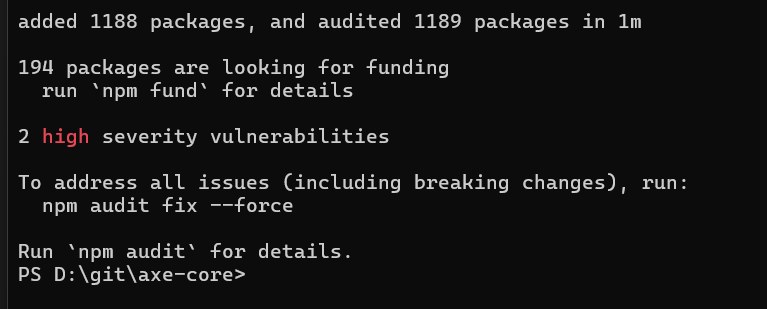 added 1188 packages, and audited 1189 packages in 1m
194 packages are looking for funding
run `npm fund` for details
2 high severity vulnerabilities
To address all issues (including breaking changes), run:
npm audit fix --force
Run `npm audit` for details.
PS D:\git\axe-core>